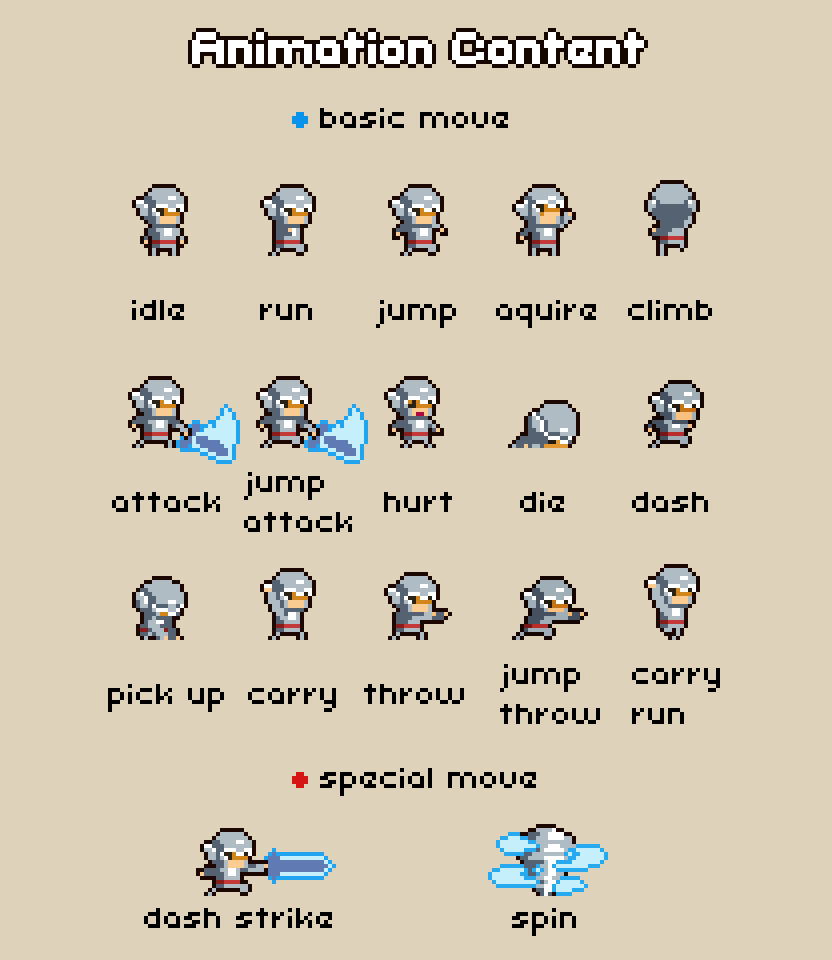 Animation Content
basic move
idle
run
jump
aquire
climb
attack
jump
attack
hurt
die
dash
pick up
carry
throw
jump
throw
carry
run
special move
dash strike
spin